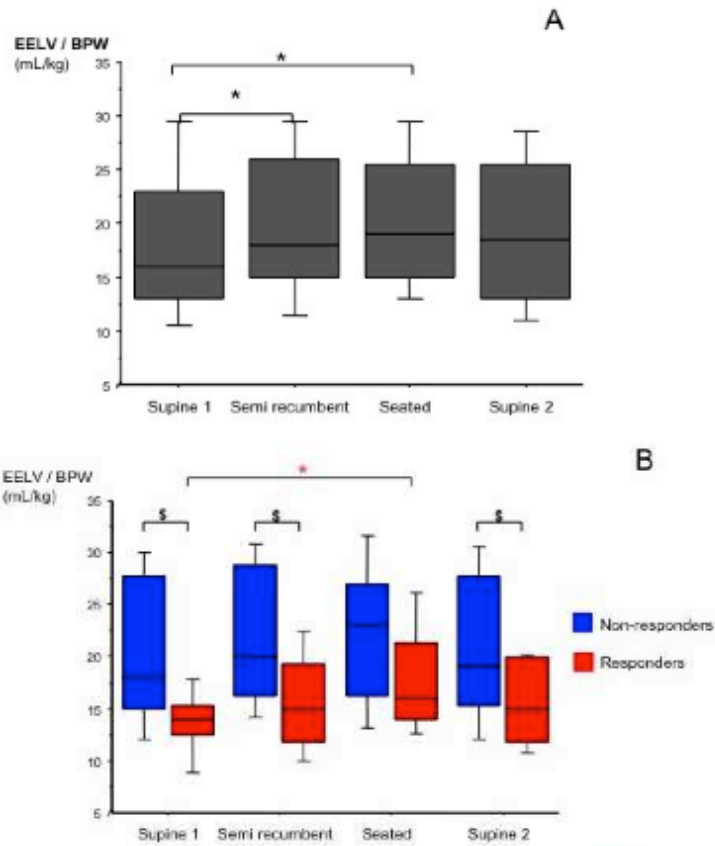 A
EELV / BPW
(mL/kg)
35
30
25
20
15
10
5
*
*
Supine 1 Semi recumbent Seated Supine 2
B
EELV / BPW
(mL/kg)
35
30
25
20
15
10
5
*
$ $ $
Non-responders
Responders
Supine 1 Semi recumbent Seated Supine 2